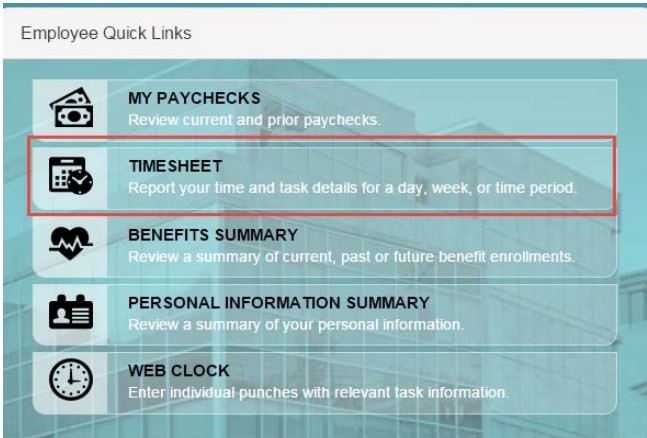 Employee Quick Links
MY PAYCHECKS
Review current and prior paychecks.
TIMESHEET
Report your time and task details for a day, week, or time period.
BENEFITS SUMMARY
Review a summary of current, past or future benefit enrollments.
PERSONAL INFORMATION SUMMARY
Review a summary of your personal information.
WEB CLOCK
Enter individual punches with relevant task information.